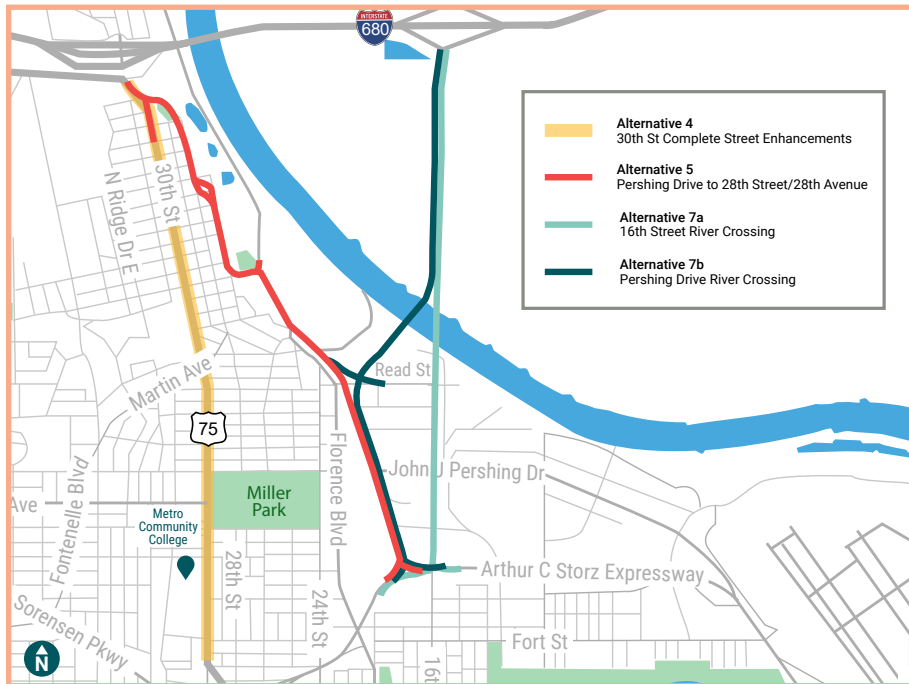 INTERSTATE
680
Alternative 4
30th St Complete Street Enhancements
Alternative 5
Pershing Drive to 28th Street/28th Avenue
Alternative 7a
16th Street River Crossing
Alternative 7b
Pershing Drive River Crossing
30th St
N Ridge Dr E
Read St
Martin Ave
75
Florence Blvd
John J Pershing Dr
Fontenelle Blvd
Miller
Park
Ave
Metro
Community
College
28th St
24th St
Arthur C Storz Expressway
Sorensen Pkwy
Fort St
16t
N